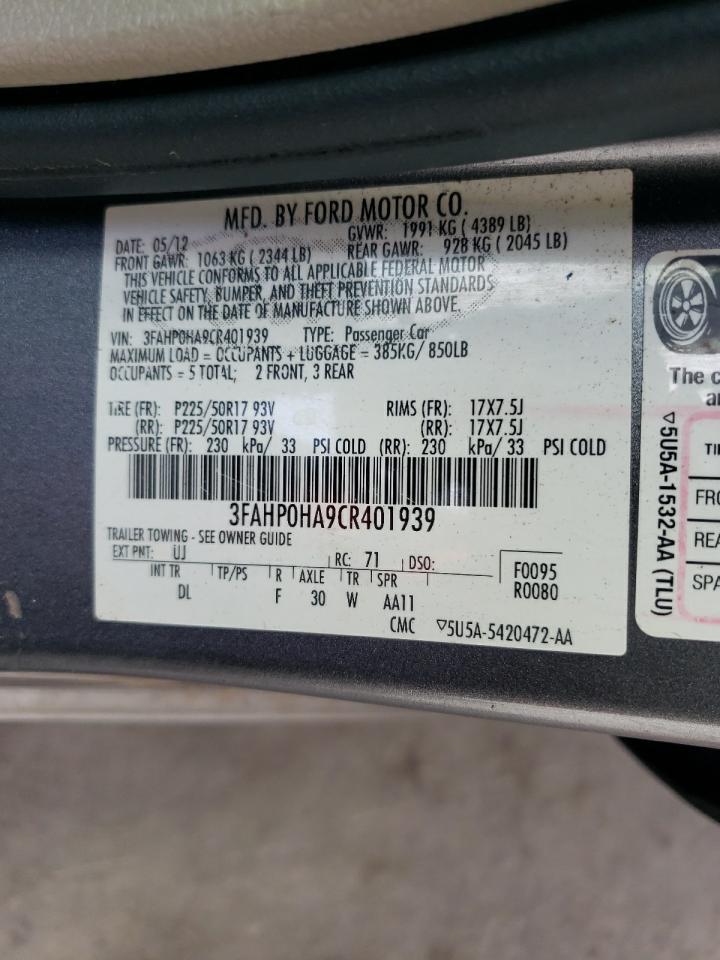 MFD. BY FORD MOTOR CO.
DATE: 05/12 GVWR: 1991 KG ( 4389 LB)
FRONT GAWR: 1063 KG ( 2344 LB) REAR GAWR: 928 KG ( 2045 LB)
THIS VEHICLE CONFORMS TO ALL APPLICABLE FEDERAL MOTOR
VEHICLE SAFETY, BUMPER, AND THEFT PREVENTION STANDARDS
IN EFFECT ON THE DATE OF MANUFACTURE SHOWN ABOVE.
VIN: 3FAHP0HA9CR401939 TYPE: Passenger Car
MAXIMUM LOAD = OCCUPANTS + LUGGAGE = 385KG/ 850LB
OCCUPANTS = 5 TOTAL; 2 FRONT, 3 REAR
TIRE (FR): P225/50R17 93V RIMS (FR): 17X7.5J
(RR): P225/50R17 93V (RR): 17X7.5J
PRESSURE (FR): 230 kPa/ 33 PSI COLD (RR): 230 kPa/ 33 PSI COLD
3FAHP0HA9CR401939
TRAILER TOWING - SEE OWNER GUIDE
EXT PNT: UJ RC: 71 DSO: F0095
INT TR TP/PS R AXLE TR SPR R0080
DL F 30 W AA11
CMC ▽5U5A-5420472-AA
The c
a
TI
FRO
REA
SPA
▽5U5A-1532-AA (TLU)